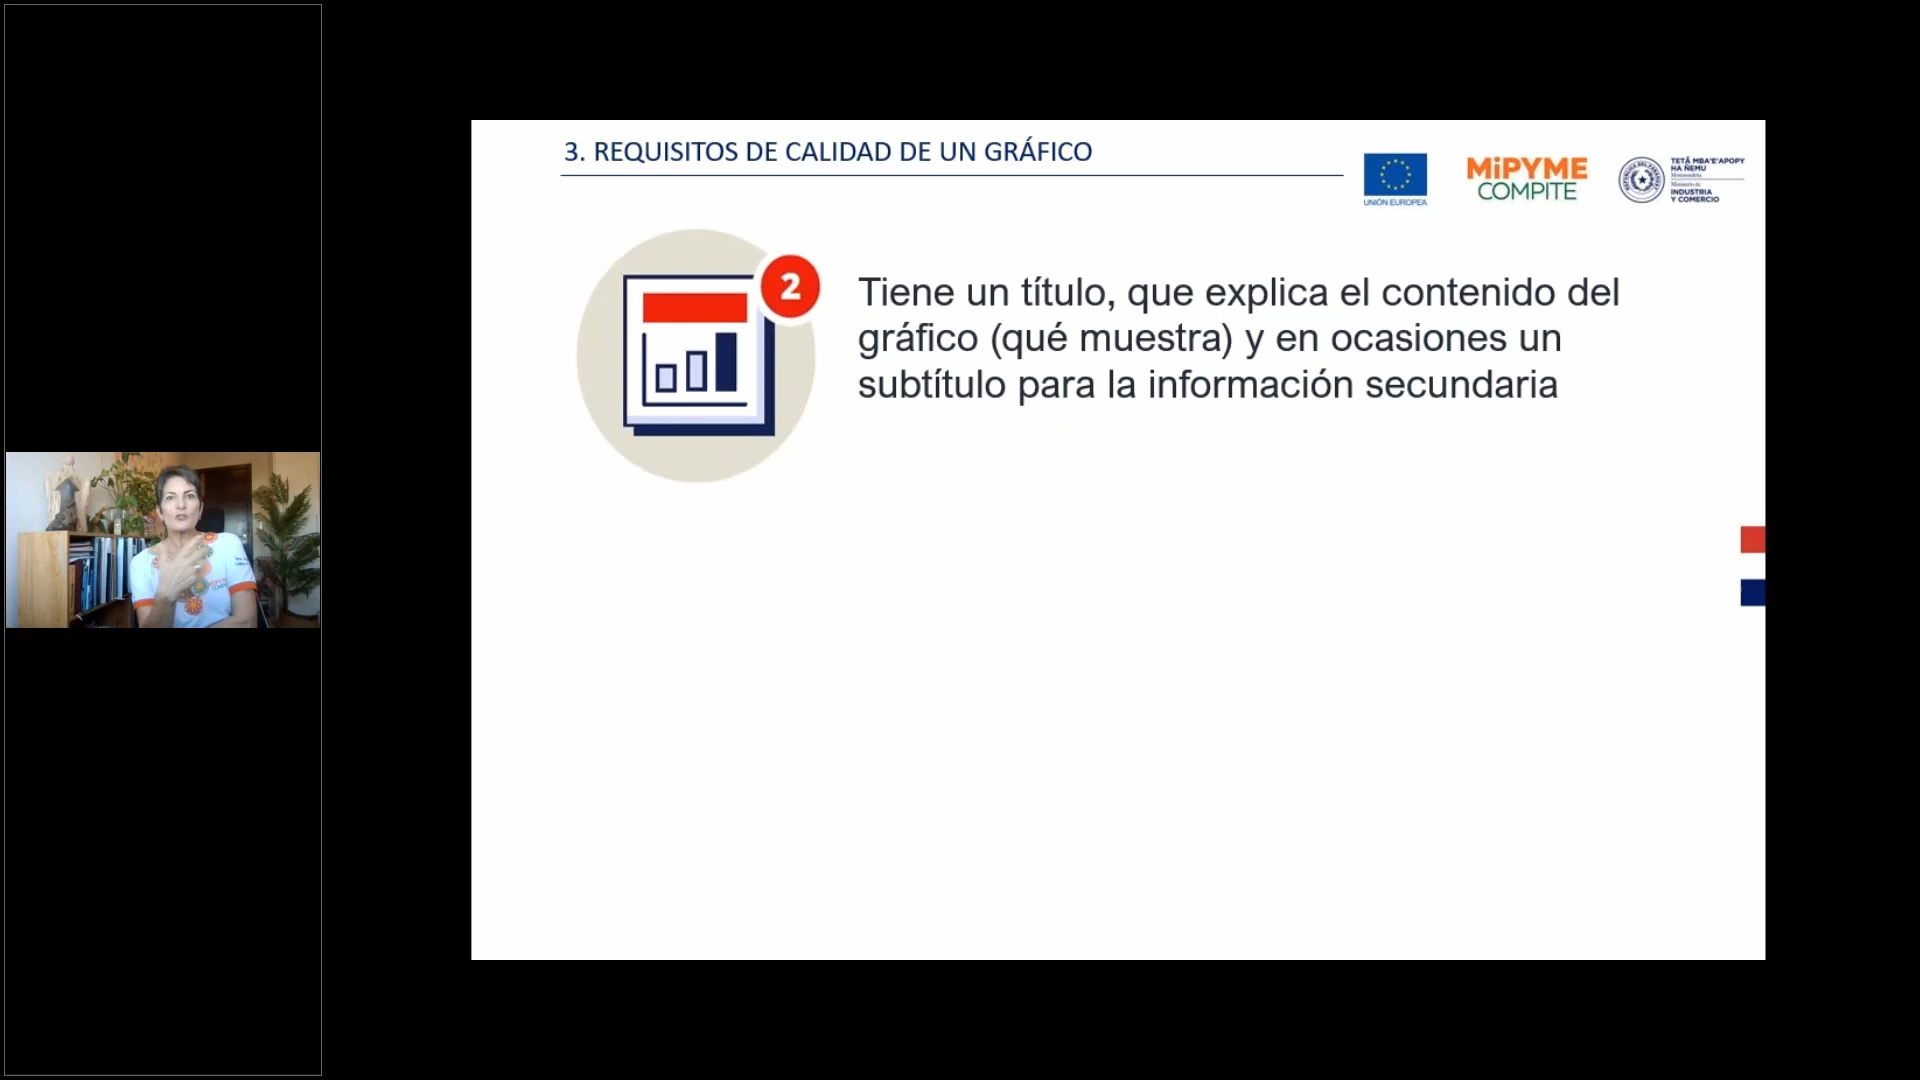 3. REQUISITOS DE CALIDAD DE UN GRÁFICO
UNIÓN EUROPEA
MiPYME
COMPITE
TETÃ MBA'E'APOPY
HA ÑEMU
INDUSTRIA
Y COMERCIO
2
Tiene un título, que explica el contenido del
gráfico (qué muestra) y en ocasiones un
subtítulo para la información secundaria